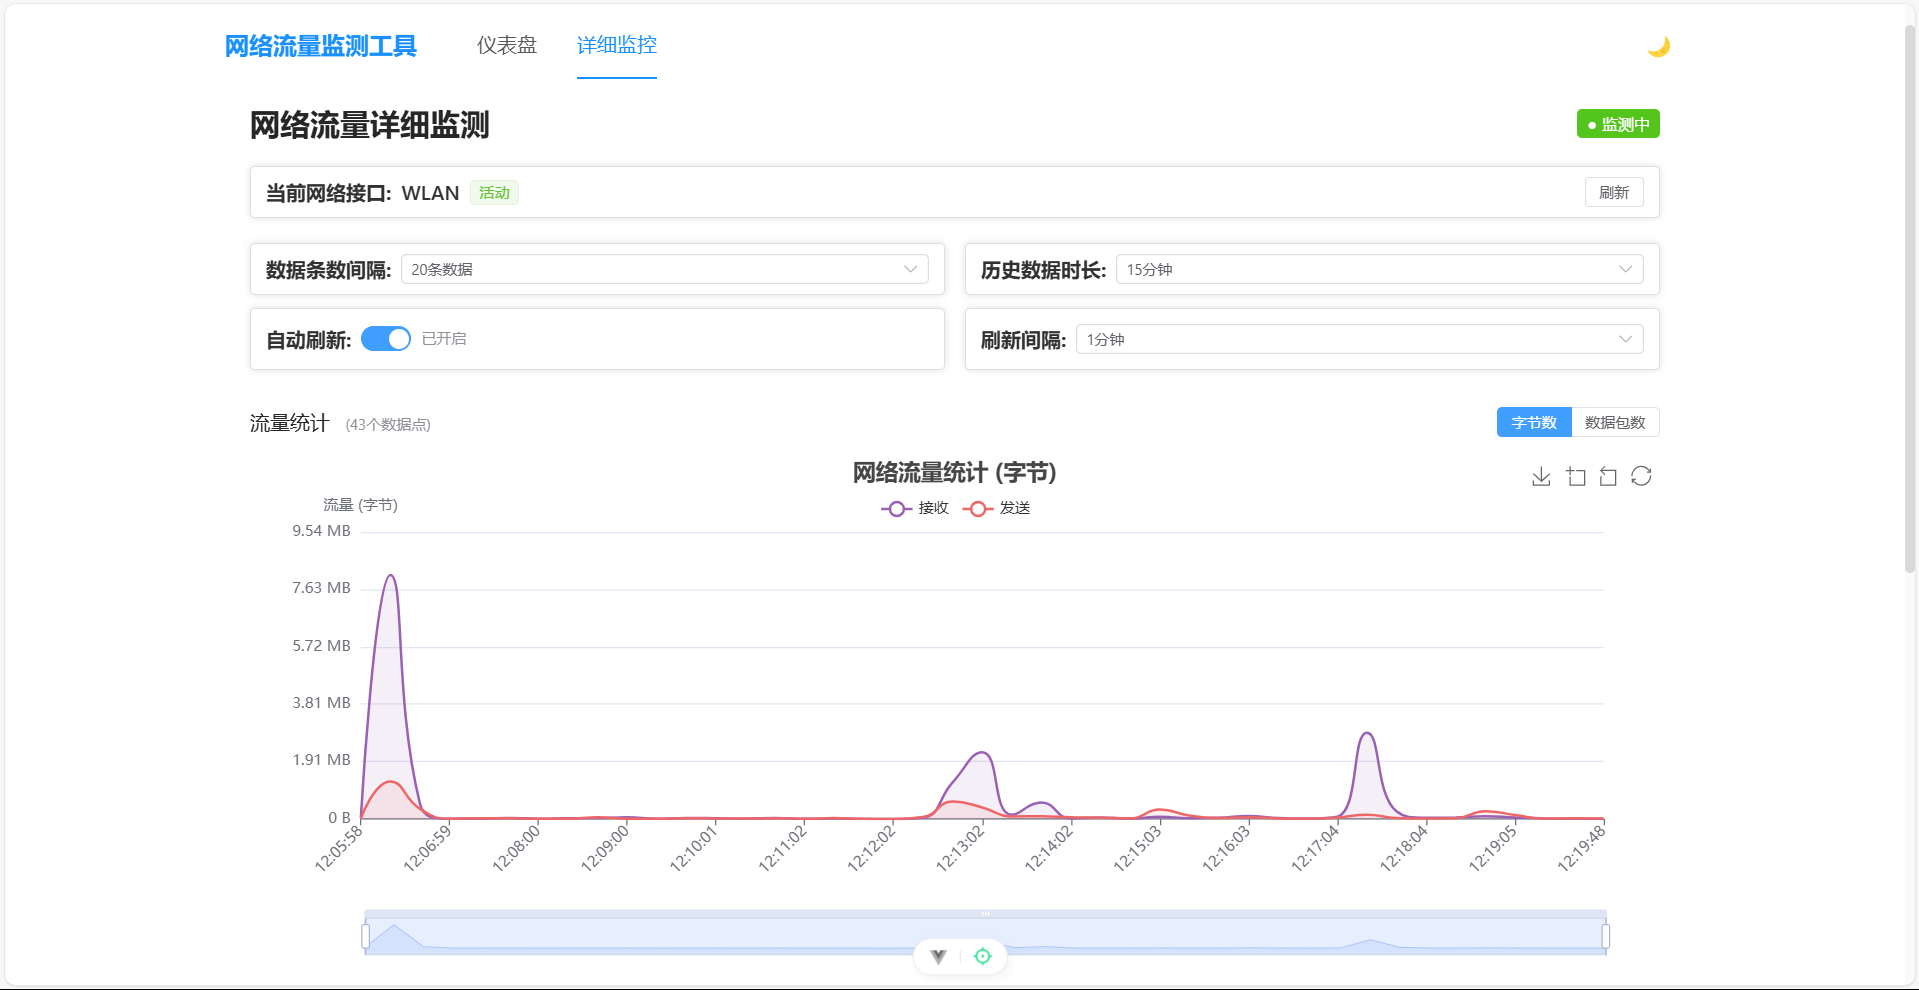 网络流量监测工具 仪表盘 详细监控
网络流量详细监测 监测中
当前网络接口: WLAN 活动 刷新
数据条数间隔: 20条数据 历史数据时长: 15分钟
自动刷新: 已开启 刷新间隔: 1分钟
流量统计 (43个数据点) 字节数 数据包数
网络流量统计 (字节)
流量 (字节) 接收 发送
9.54 MB
7.63 MB
5.72 MB
3.81 MB
1.91 MB
0 B
12:05:58 12:06:59 12:08:00 12:09:00 12:10:01 12:11:02 12:12:02 12:13:02 12:14:02 12:15:03 12:16:03 12:17:04 12:18:04 12:19:05 12:19:48